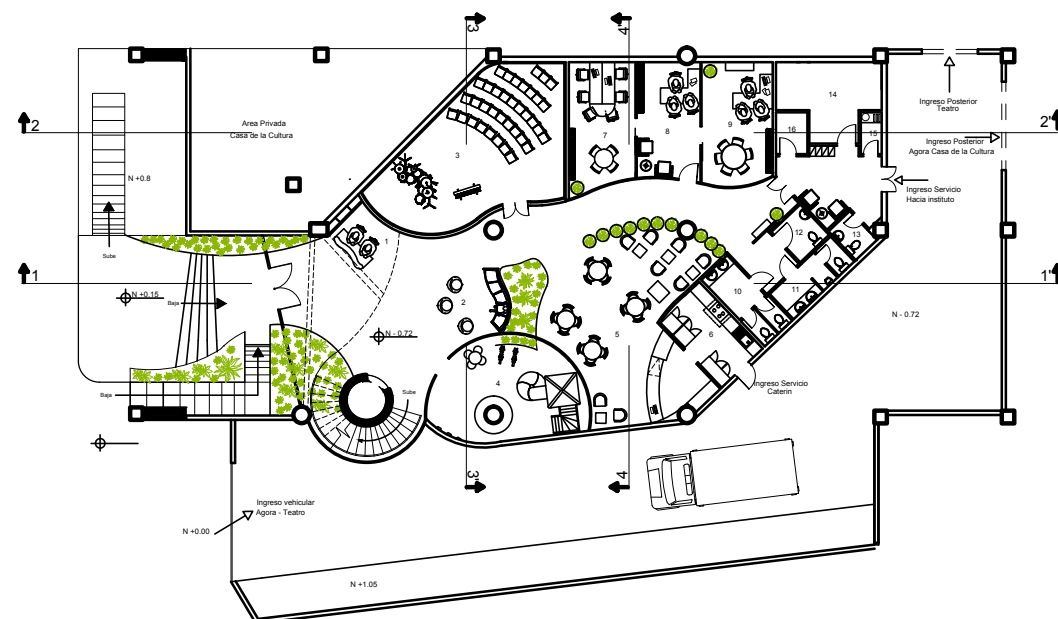 3
4'
2
2'
Area Privada
Casa de la Cultura
Ingreso Posterior
Teatro
Ingreso Posterior
Agora Casa de la Cultura
Ingreso Servicio
Hacia instituto
14
16
15
7
8
9
3
N +0.8
Sube
1
12
13
1
1'
N +0.15
Baja
2
10
11
N - 0.72
N - 0.72
5
6
4
Sube
Baja
Ingreso Servicio
Caterin
3'
4
Ingreso vehicular
Agora - Teatro
N +0.00
N +1.05